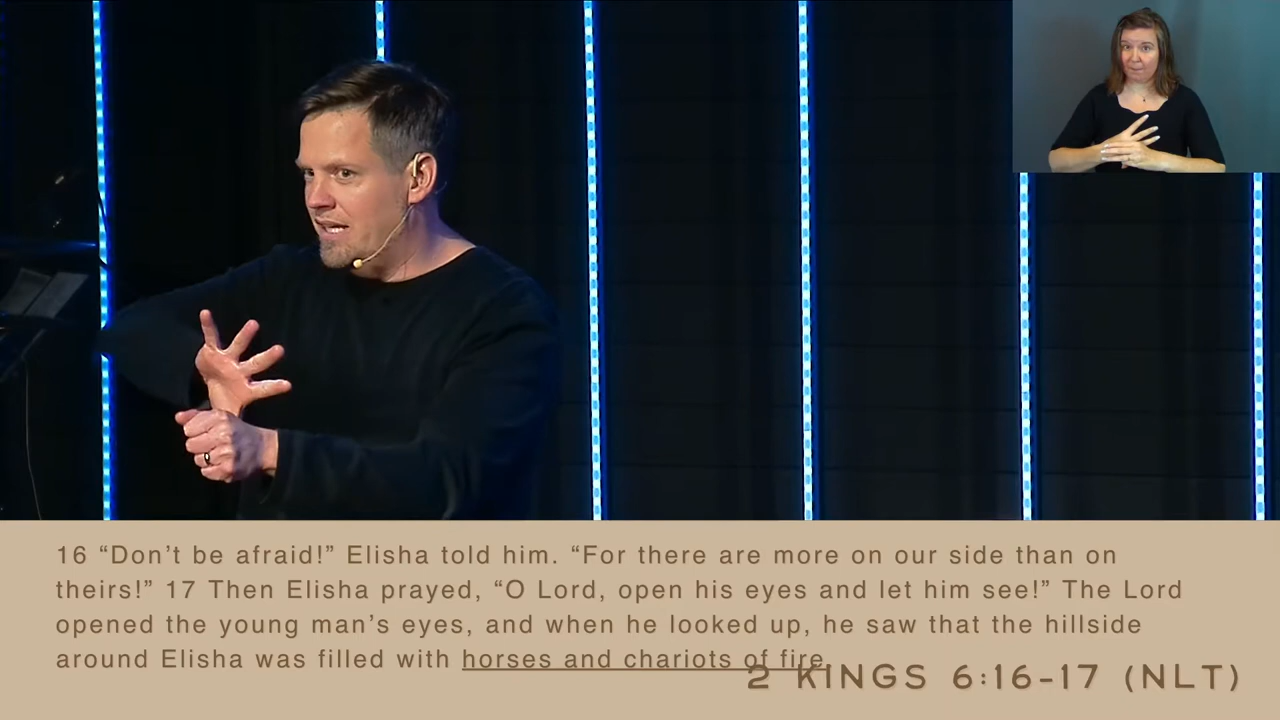 16 “Don’t be afraid!” Elisha told him. “For there are more on our side than on
theirs!” 17 Then Elisha prayed, “O Lord, open his eyes and let him see!” The Lord
opened the young man’s eyes, and when he looked up, he saw that the hillside
around Elisha was filled with horses and chariots of fire.
2 KINGS 6:16-17 (NLT)